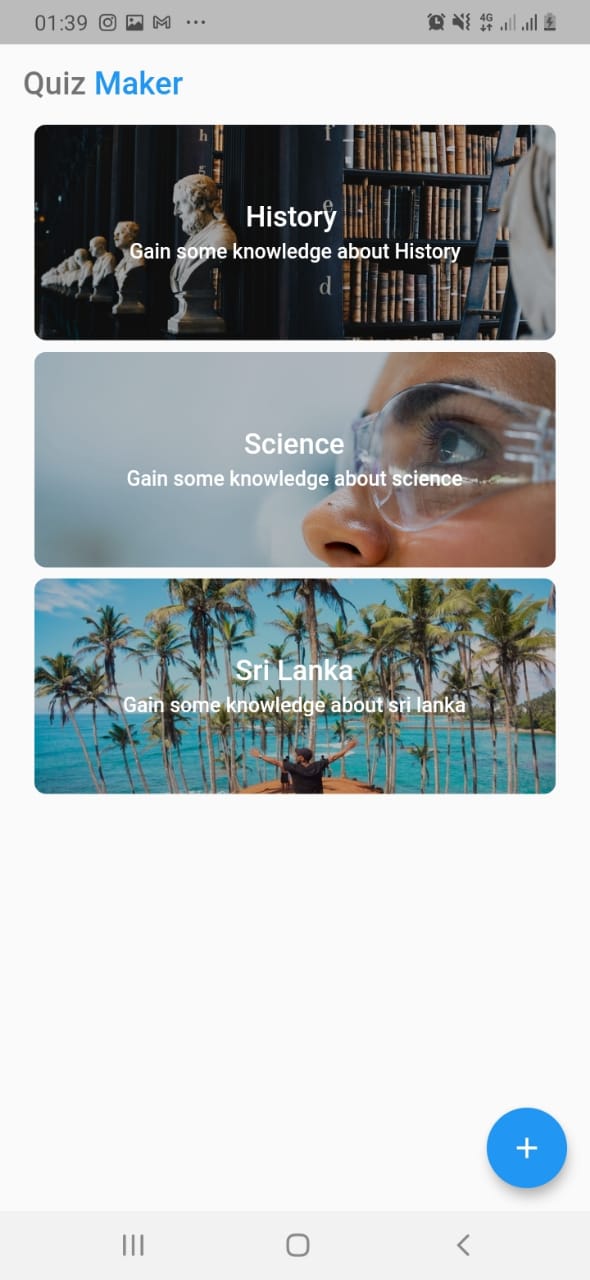 01:39
4G
Quiz Maker
h
g
f
e
d
History
Gain some knowledge about History
Science
Gain some knowledge about science
Sri Lanka
Gain some knowledge about sri lanka